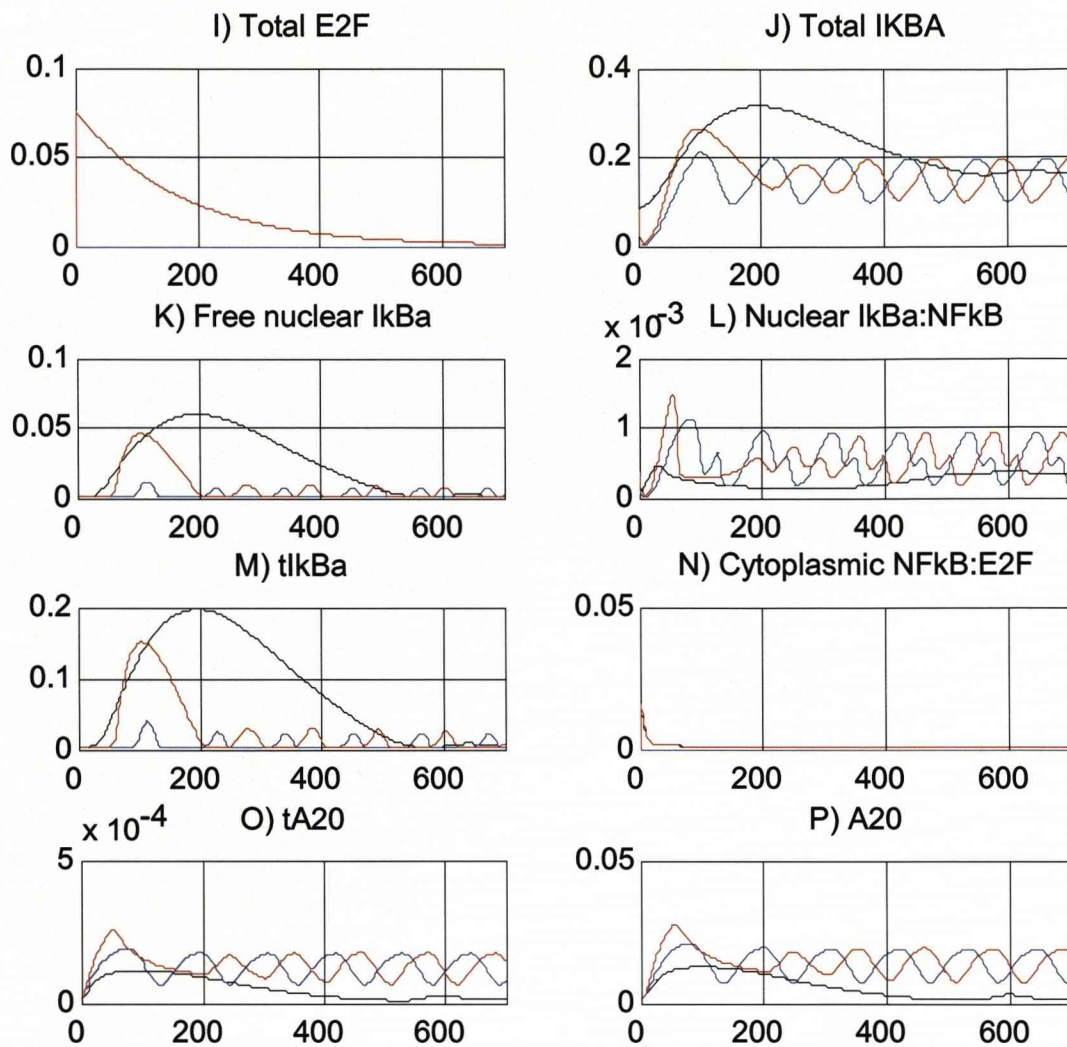 I) Total E2F
0.1
0.05
0
0 200 400 600
J) Total IKBA
0.4
0.2
0
0 200 400 600
K) Free nuclear IkBa
0.1
0.05
0
0 200 400 600
x 10-3 L) Nuclear IkBa:NFkB
2
1
0
0 200 400 600
M) tIkBa
0.2
0.1
0
0 200 400 600
N) Cytoplasmic NFkB:E2F
0.05
0
0 200 400 600
x 10-4 O) tA20
5
0
0 200 400 600
P) A20
0.05
0
0 200 400 600